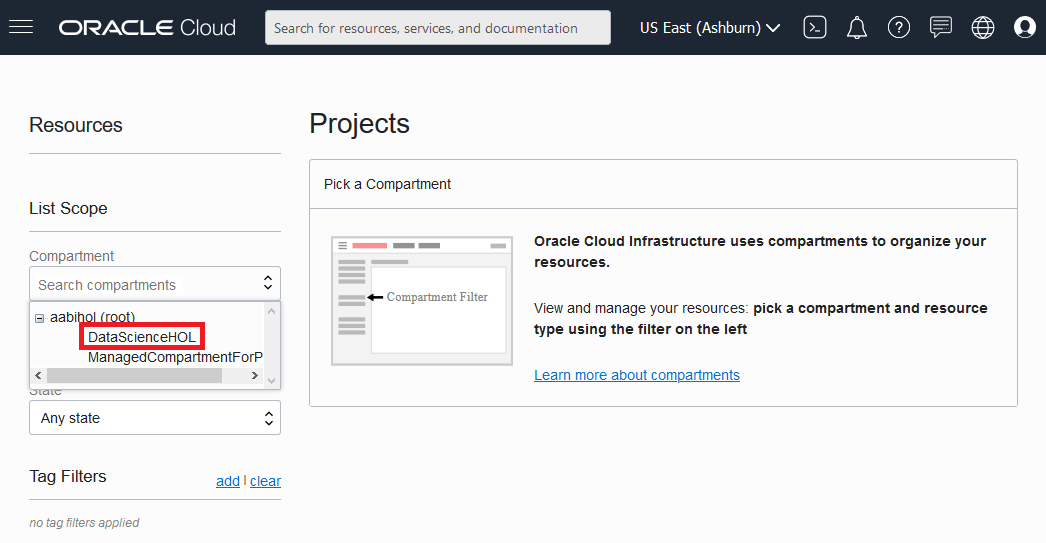 ORACLE Cloud
Search for resources, services, and documentation
US East (Ashburn)
Resources
List Scope
Compartment
Search compartments
aabihol (root)
DataScienceHOL
ManagedCompartmentForP
State
Any state
Tag Filters
add | clear
no tag filters applied
Projects
Pick a Compartment
Compartment Filter
Oracle Cloud Infrastructure uses compartments to organize your
resources.
View and manage your resources: pick a compartment and resource
type using the filter on the left
Learn more about compartments